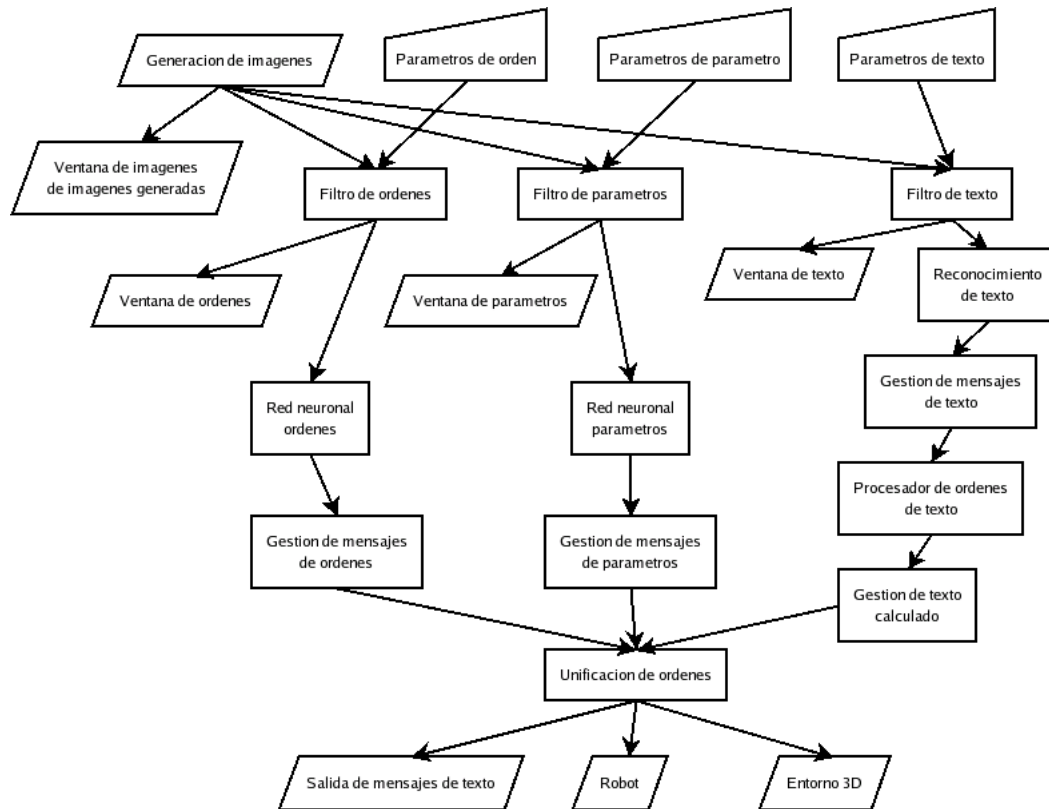 Generacion de imagenes
Parametros de orden
Parametros de parametro
Parametros de texto
Ventana de imagenes
de imagenes generadas
Filtro de ordenes
Filtro de parametros
Filtro de texto
Ventana de ordenes
Ventana de parametros
Ventana de texto
Reconocimiento
de texto
Gestion de mensajes
de texto
Red neuronal
ordenes
Red neuronal
parametros
Procesador de ordenes
de texto
Gestion de mensajes
de ordenes
Gestion de mensajes
de parametros
Gestion de texto
calculado
Unificacion de ordenes
Salida de mensajes de texto
Robot
Entorno 3D